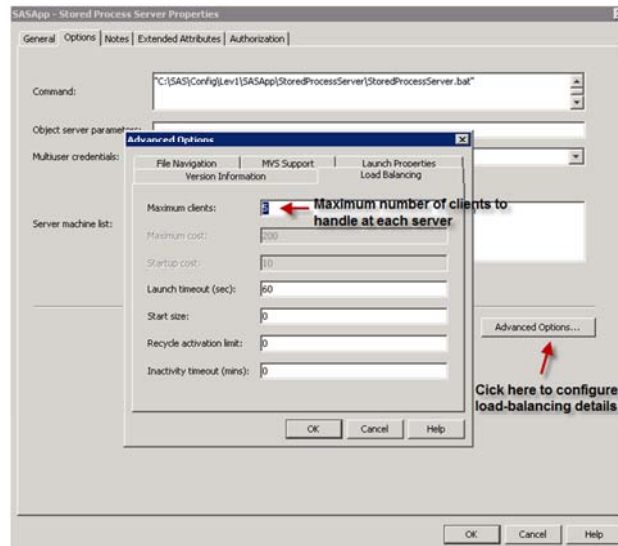 SASApp - Stored Process Server Properties
General Options Notes Extended Attributes Authorization
Command:
"C:\SAS\Config\Lev1\SASApp\StoredProcessServer\StoredProcessServer.bat"
Object server parameters:
Advanced Options
Multiuser credentials:
File Navigation MVS Support Launch Properties
Version Information Load Balancing
Maximum clients:
Maximum number of clients to
handle at each server
Server machine list:
Maximum cost: 200
Startup cost: 10
Launch timeout (sec): 60
Start size: 0
Advanced Options...
Recycle activation limit: 0
Inactivity timeout (mins): 0
Cick here to configure
load-balancing details
OK Cancel Help
OK Cancel Help